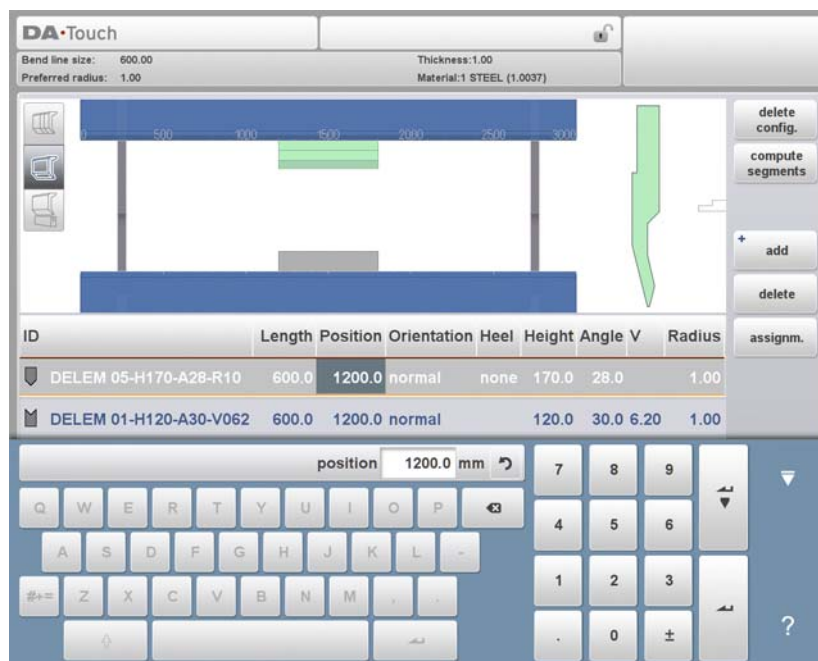 DA·Touch
Bend line size: 600.00 Thickness:1.00
Preferred radius: 1.00 Material:1 STEEL (1.0037)
delete config.
compute segments
0 500 1000 1500 2000 2500 3000
+ add
delete
assignm.
ID Length Position Orientation Heel Height Angle V Radius
DELEM 05-H170-A28-R10 600.0 1200.0 normal none 170.0 28.0 1.00
DELEM 01-H120-A30-V062 600.0 1200.0 normal 120.0 30.0 6.20 1.00
position 1200.0 mm
7 8 9
Q W E R T Y U I O P
4 5 6
A S D F G H J K L -
1 2 3
#+= Z X C V B N M , .
. 0 ±
?